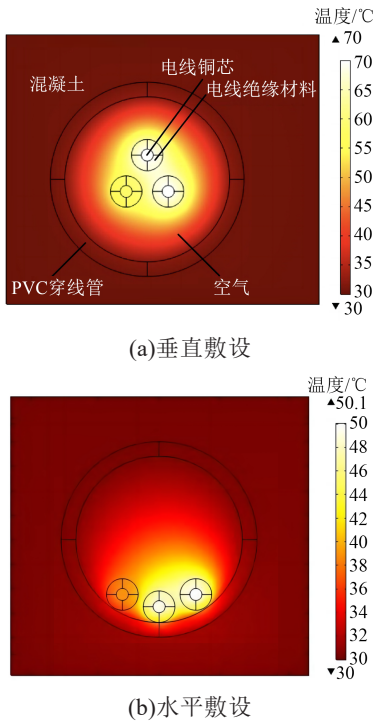 温度/℃
▲70
70
65
60
55
50
45
40
35
30
▼30
混凝土
电线铜芯
电线绝缘材料
PVC穿线管
空气
(a)垂直敷设
温度/℃
▲50.1
50
48
46
44
42
40
38
36
34
32
30
▼30
(b)水平敷设